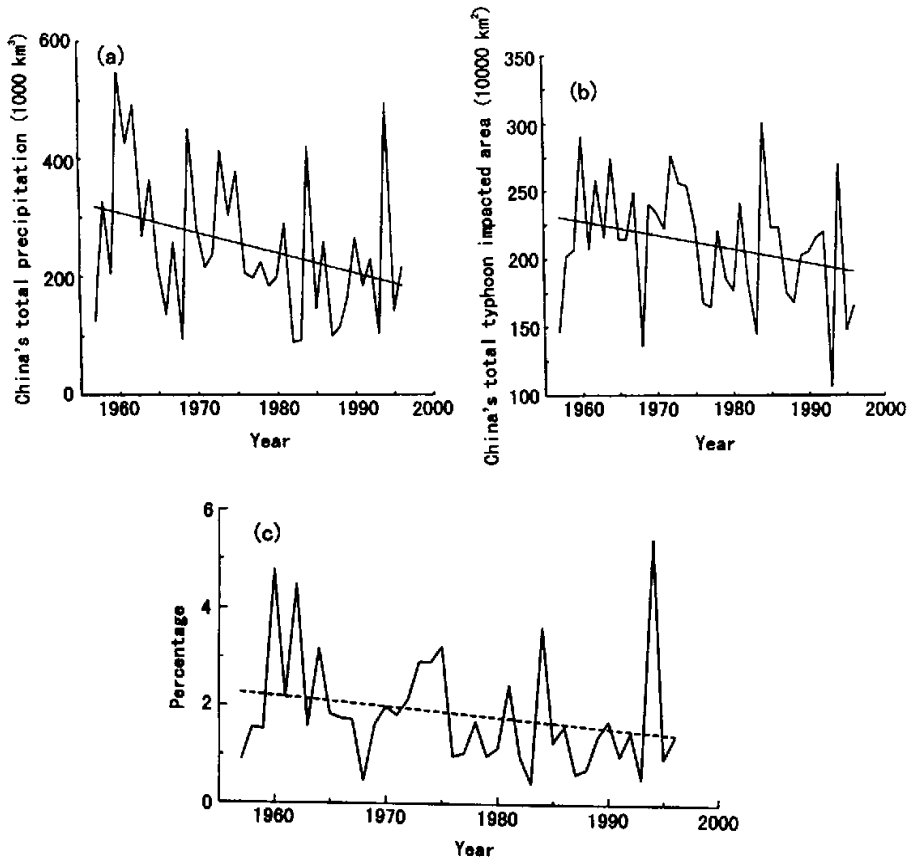 (a)
China's total precipitation (1000 km³)
600
400
200
0
1960 1970 1980 1990 2000
Year
(b)
China's total typhoon impacted area (10000 km²)
350
300
250
200
150
100
1960 1970 1980 1990 2000
Year
(c)
Percentage
6
4
2
0
1960 1970 1980 1990 2000
Year